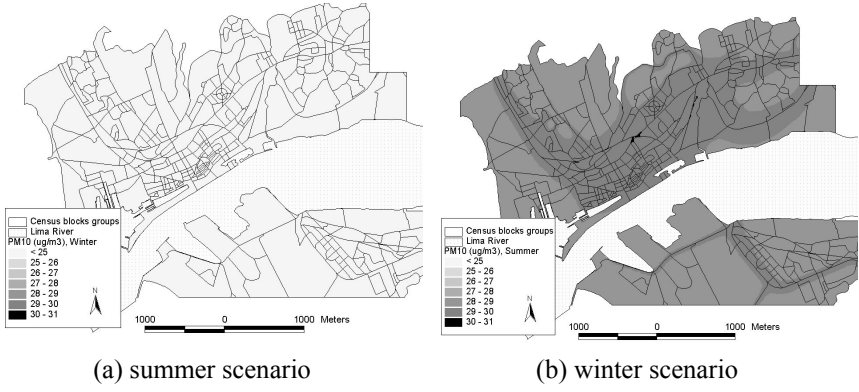 Census blocks groups
Lima River
PM10 (ug/m3), Winter
< 25
25 - 26
26 - 27
27 - 28
28 - 29
29 - 30
30 - 31
N
1000 0 1000 Meters
(a) summer scenario
Census blocks groups
Lima River
PM10 (ug/m3), Summer
< 25
25 - 26
26 - 27
27 - 28
28 - 29
29 - 30
30 - 31
N
1000 0 1000 Meters
(b) winter scenario